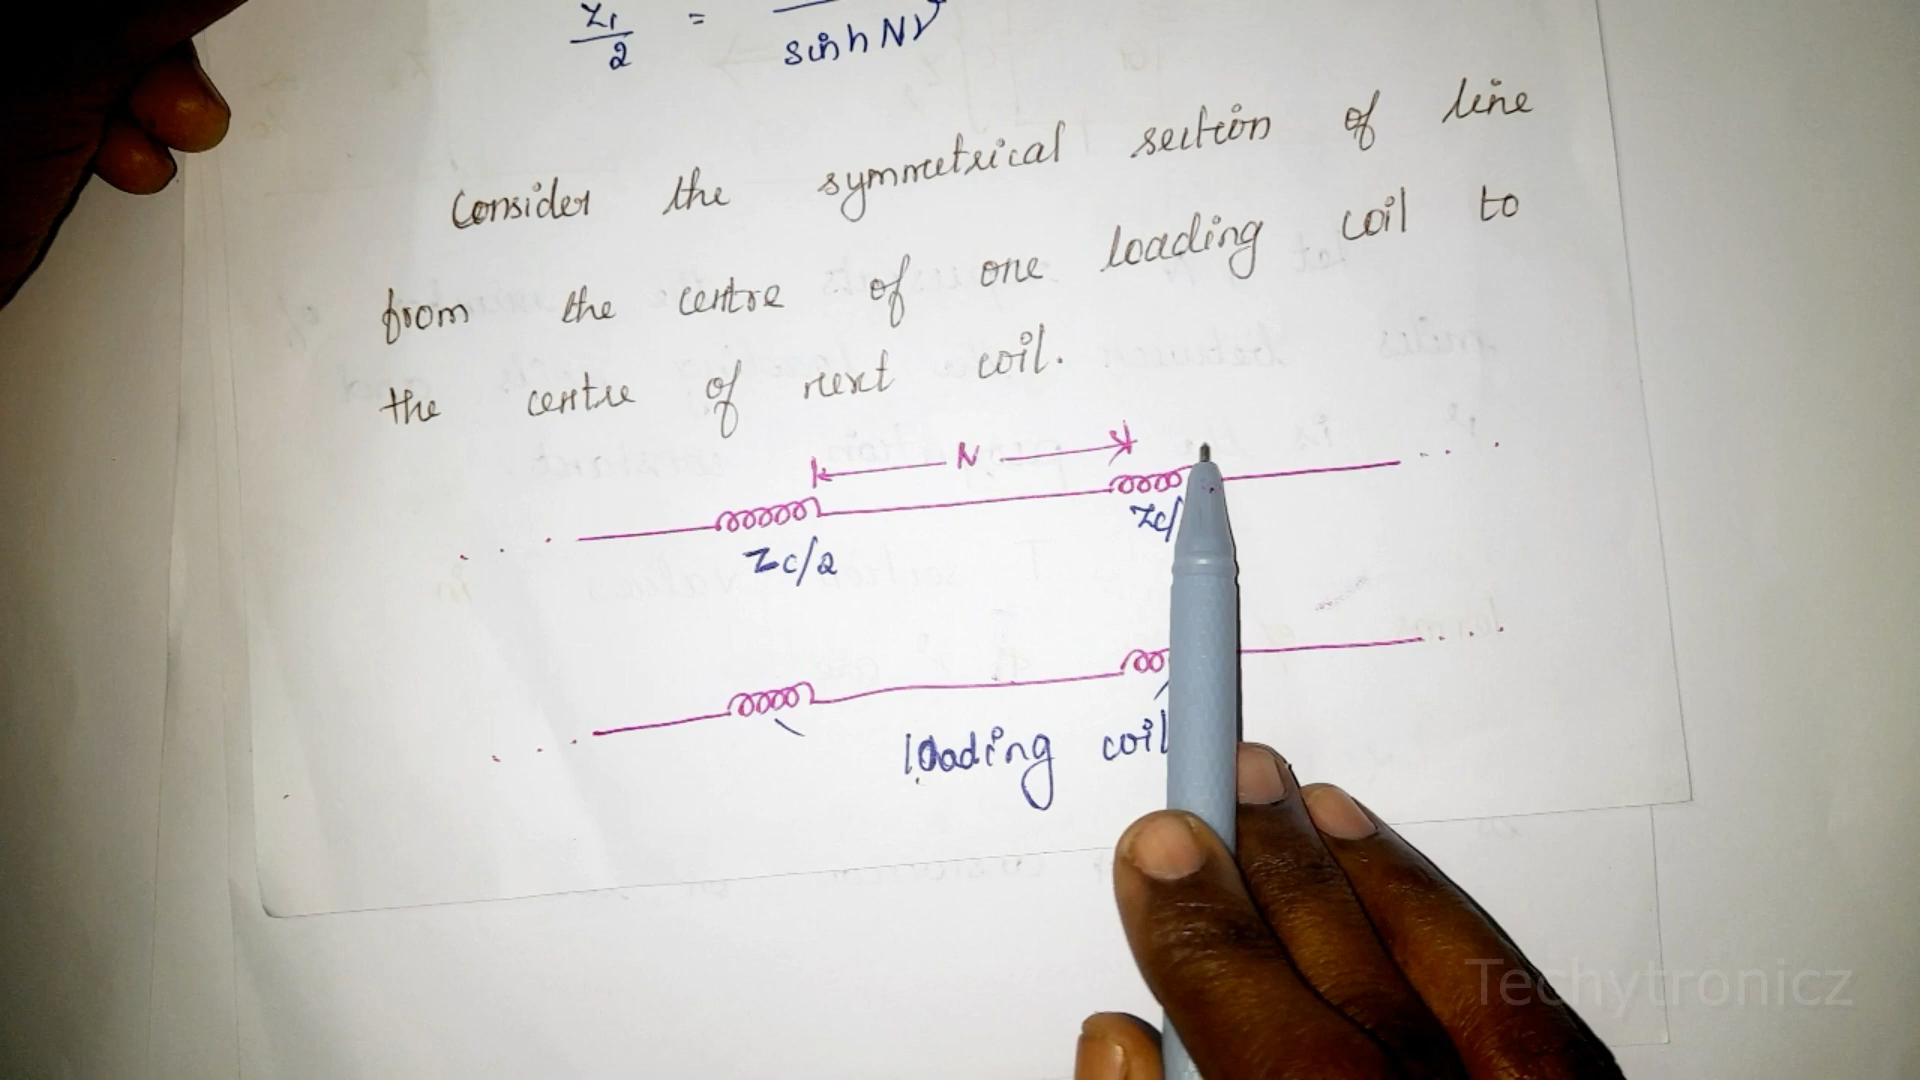 Z1/2 = sinh Nγ
Consider the symmetrical section of line
from the centre of one loading coil to
the centre of next coil.
N
Zc/2
Zc/
loading coil
Techytronicz